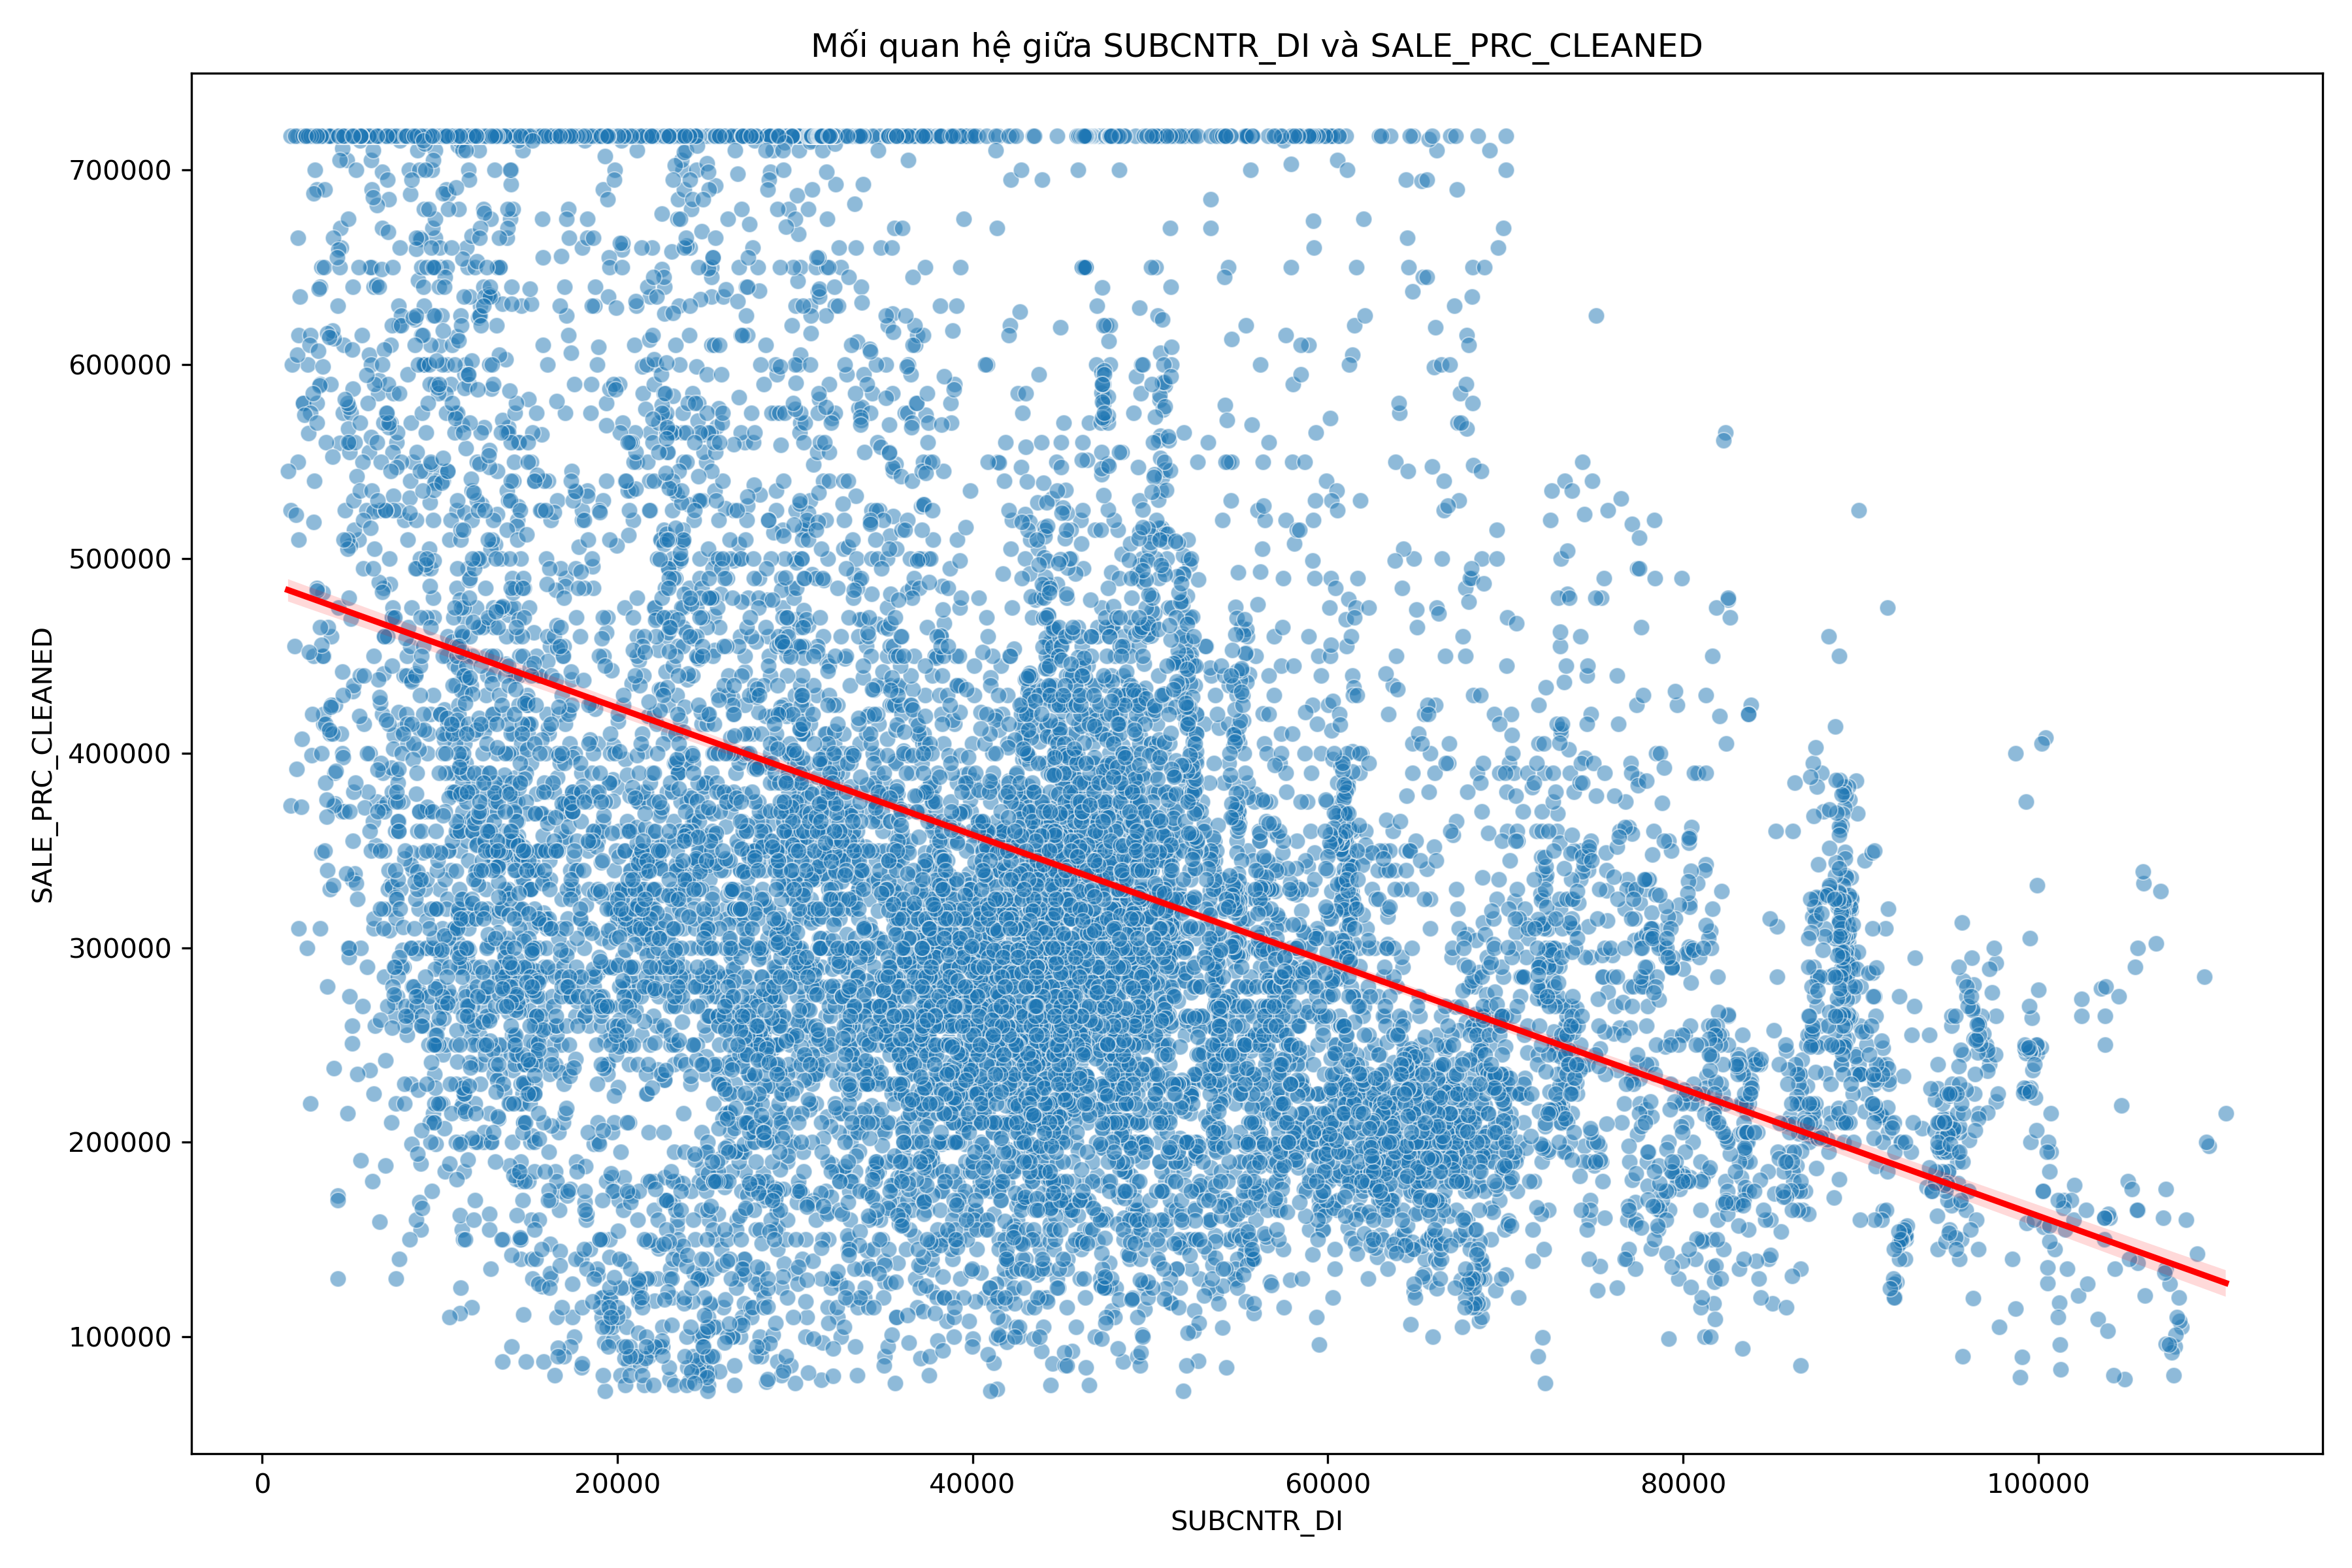 Mối quan hệ giữa SUBCNTR_DI và SALE_PRC_CLEANED
SALE_PRC_CLEANED
700000
600000
500000
400000
300000
200000
100000
0 20000 40000 60000 80000 100000
SUBCNTR_DI